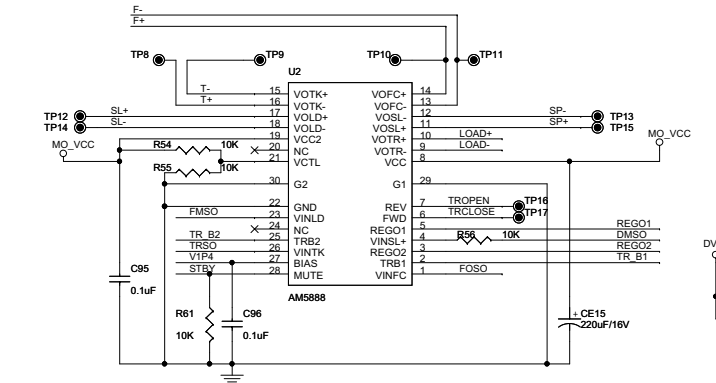 F-
F+
TP8
TP9
TP10
TP11
U2
T-
15
VOTK+
VOFC+
14
T+
16
VOTK-
VOFC-
13
TP12
SL+
17
VOLD+
VOSL-
12
SP-
TP13
TP14
SL-
18
VOLD-
VOSL+
11
SP+
TP15
MO_VCC
19
VCC2
VOTR+
10
LOAD+
MO_VCC
R54
10K
20
NC
VOTR-
9
LOAD-
21
VCTL
VCC
8
R55
10K
30
G2
G1
29
22
GND
REV
7
TROPEN
TP16
FMSO
23
VINLD
FWD
6
TRCLOSE
TP17
24
NC
REGO1
5
REGO1
TR_B2
25
TRB2
VINSL+
4
R56
10K
DMSO
TRSO
26
VINTK
REGO2
3
REGO2
V1P4
27
BIAS
TRB1
2
TR_B1
STBY
28
MUTE
VINFC
1
FOSO
DV
AM5888
C95
0.1uF
R61
10K
C96
0.1uF
+
CE15
220uF/16V